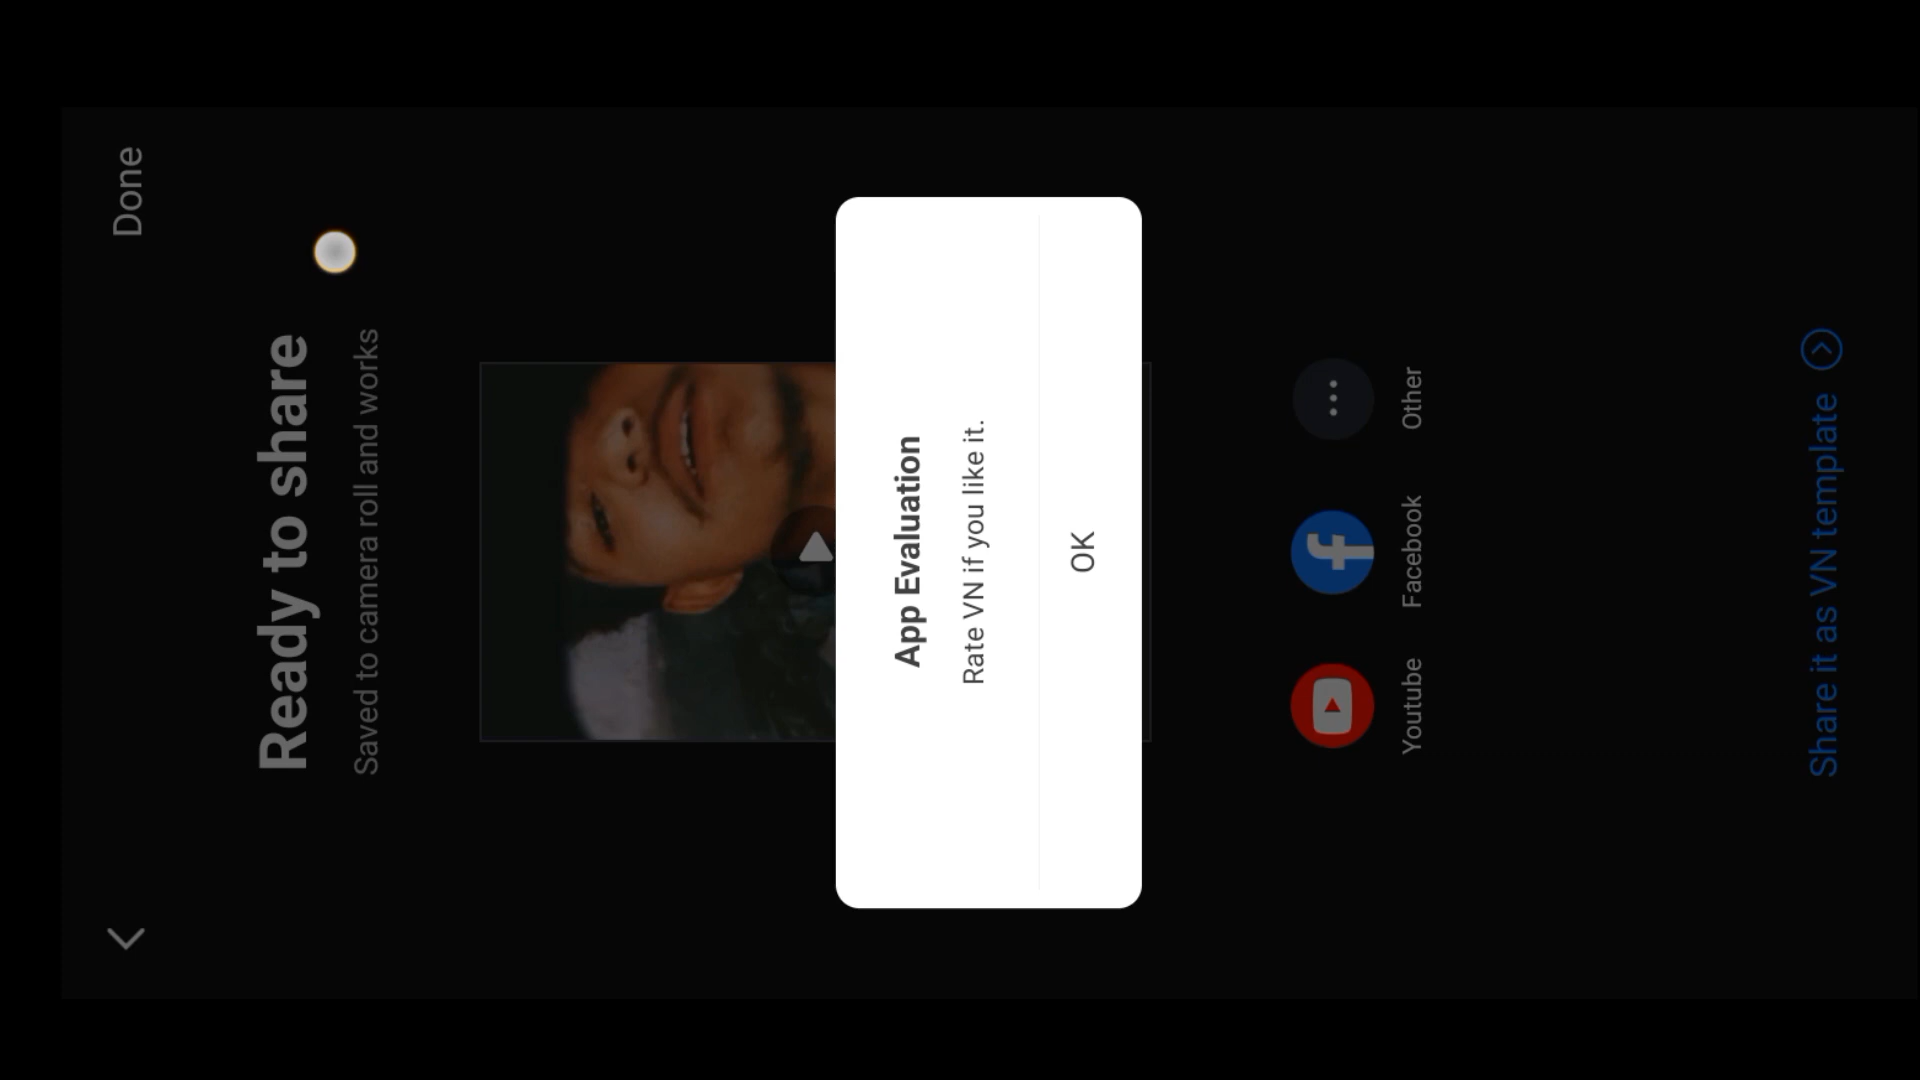 Done
Ready to share
Saved to camera roll and works
App Evaluation
Rate VN if you like it.
OK
Youtube
Facebook
Other
Share it as VN template